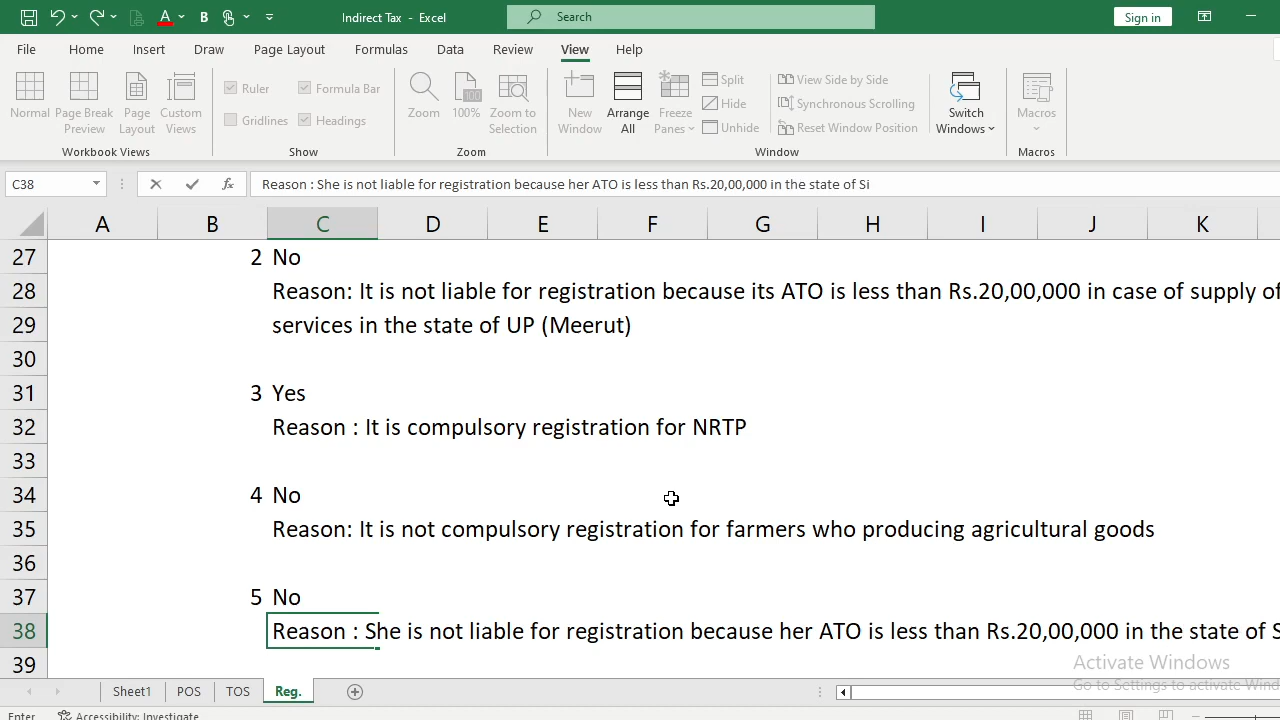 Indirect Tax - Excel
Search
Sign in
File Home Insert Draw Page Layout Formulas Data Review View Help
Normal
Page Break Preview
Page Layout
Custom Views
Workbook Views
Ruler
Formula Bar
Gridlines
Headings
Show
Zoom
100%
Zoom to Selection
Zoom
New Window
Arrange All
Freeze Panes
Split
Hide
Unhide
View Side by Side
Synchronous Scrolling
Reset Window Position
Window
Switch Windows
Macros
Macros
C38
fx
Reason : She is not liable for registration because her ATO is less than Rs.20,00,000 in the state of Si
A B C D E F G H I J K
27 2 No
28 Reason: It is not liable for registration because its ATO is less than Rs.20,00,000 in case of supply of
29 services in the state of UP (Meerut)
30
31 3 Yes
32 Reason : It is compulsory registration for NRTP
33
34 4 No
35 Reason: It is not compulsory registration for farmers who producing agricultural goods
36
37 5 No
38 Reason : She is not liable for registration because her ATO is less than Rs.20,00,000 in the state of S
39
Activate Windows
Go to Settings to activate Wind
Sheet1 POS TOS Reg.
Enter
Accessibility: Investigate